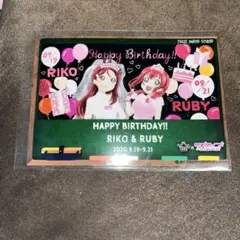 Happy Birthday!!
09/19
RIKO
09/21
RUBY
HAPPY BIRTHDAY!!
RIKO & RUBY
2020.9.19-9.21